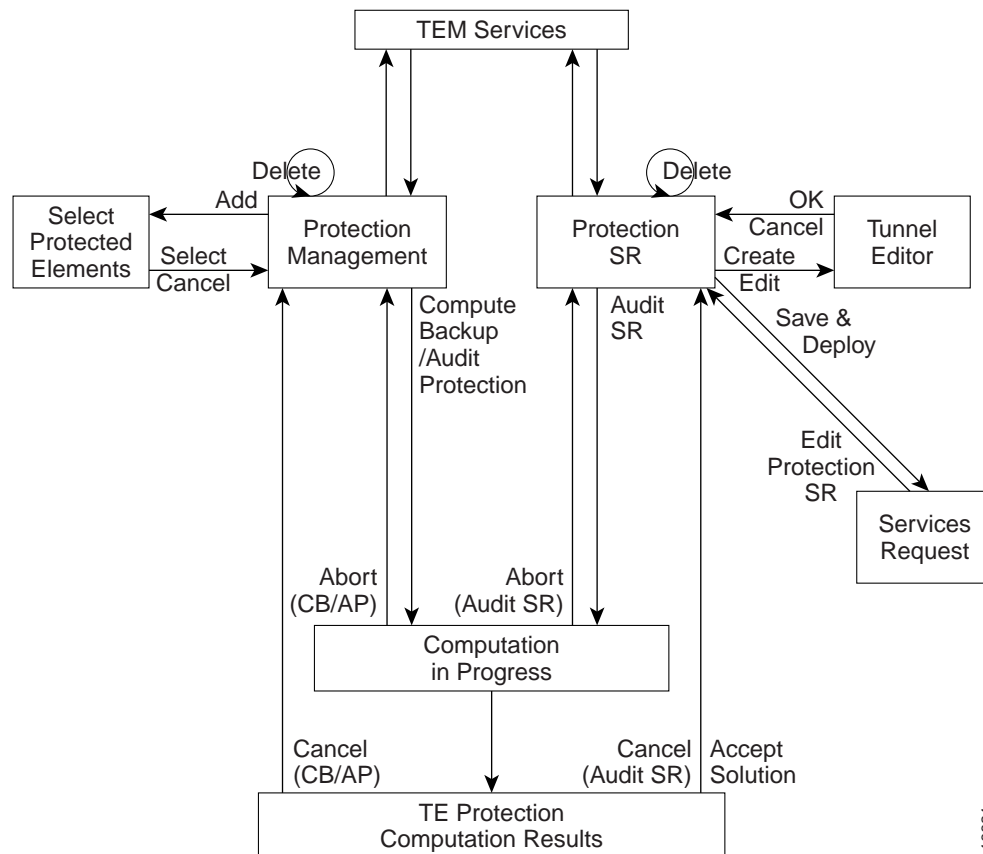 TEM Services
Delete
Delete
Add
OK
Select
Protected
Elements
Protection
Management
Protection
SR
Cancel
Tunnel
Editor
Select
Cancel
Create
Edit
Compute
Backup
/Audit
Protection
Audit
SR
Save &
Deploy
Edit
Protection
SR
Services
Request
Abort
(CB/AP)
Abort
(Audit SR)
Computation
in Progress
Cancel
(CB/AP)
Cancel
(Audit SR)
Accept
Solution
TE Protection
Computation Results